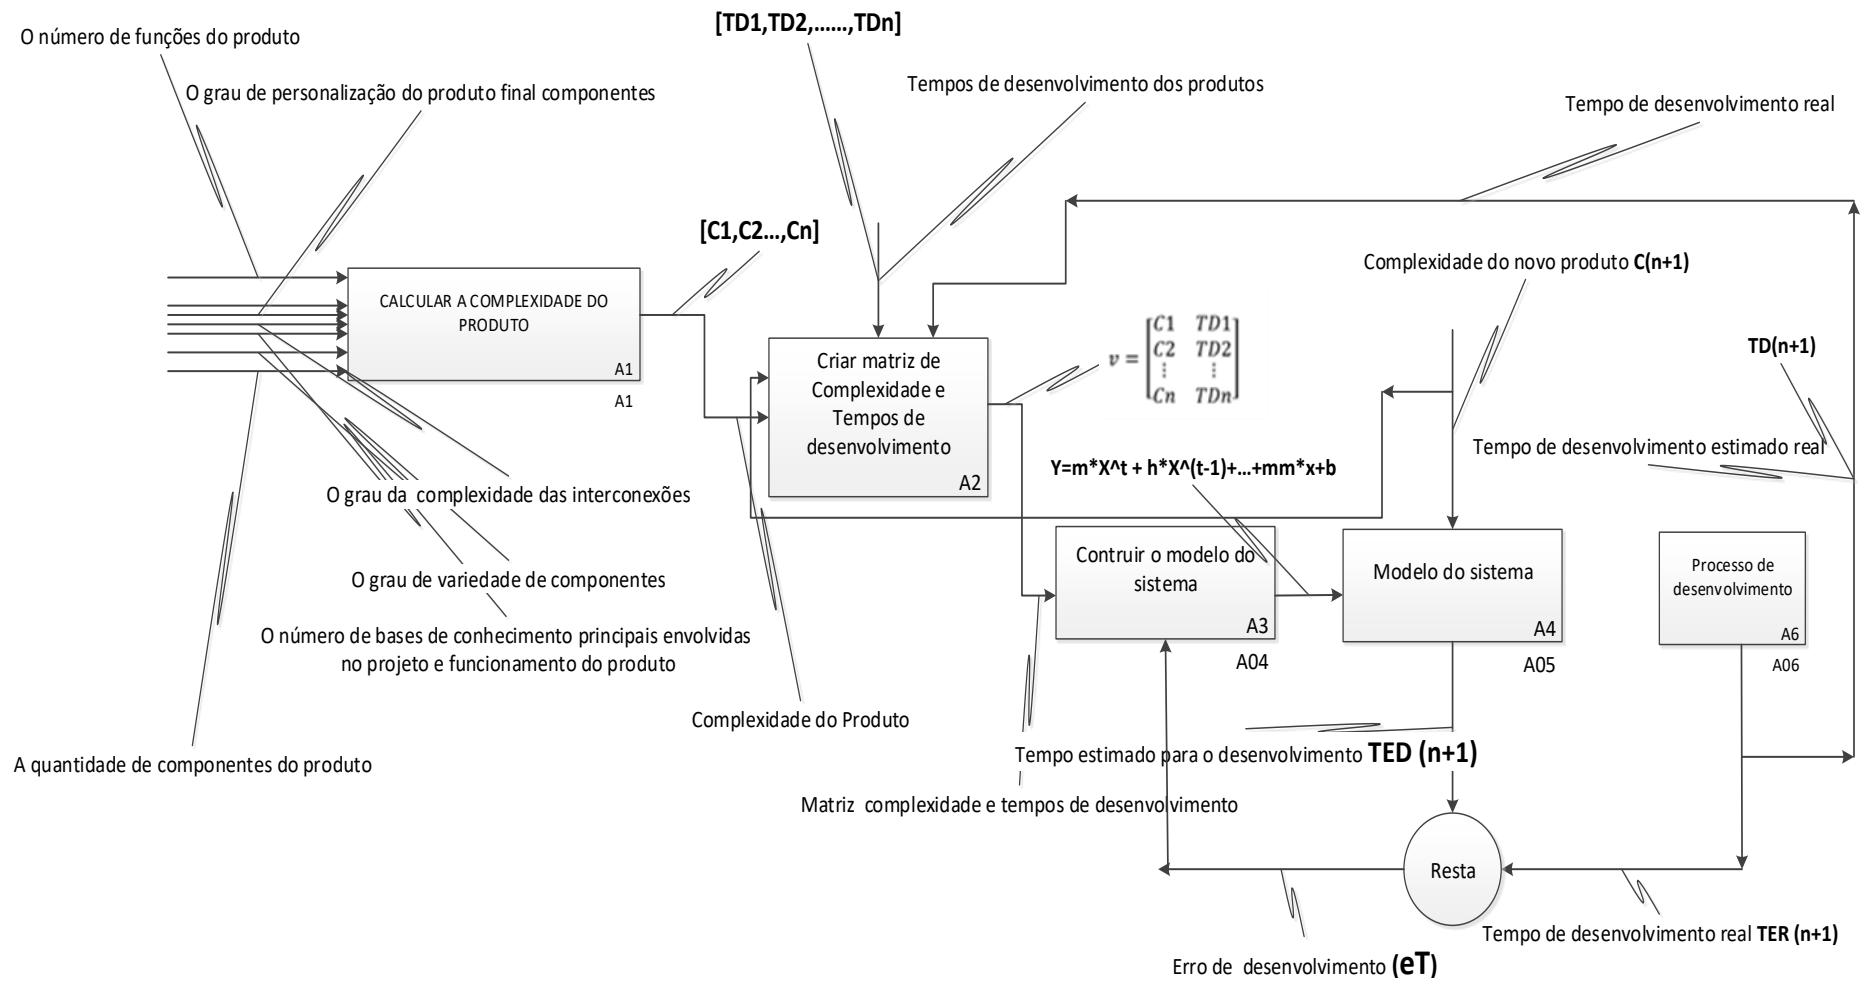 [TD1,TD2,......,TDn]
O número de funções do produto
Tempos de desenvolvimento dos produtos
O grau de personalização do produto final componentes
Tempo de desenvolvimento real
[C1,C2...,Cn]
Complexidade do novo produto C(n+1)
CALCULAR A COMPLEXIDADE DO
PRODUTO
A1
A1
v = [C1 TD1
C2 TD2
⋮ ⋮
Cn TDn]
TD(n+1)
Criar matriz de
Complexidade e
Tempos de
desenvolvimento
A2
Tempo de desenvolvimento estimado real
Y=m*X^t + h*X^(t-1)+...+mm*x+b
O grau da complexidade das interconexões
Contruir o modelo do
sistema
A3
A04
Modelo do sistema
A4
A05
Processo de
desenvolvimento
A6
A06
O grau de variedade de componentes
O número de bases de conhecimento principais envolvidas
no projeto e funcionamento do produto
Complexidade do Produto
A quantidade de componentes do produto
Tempo estimado para o desenvolvimento TED (n+1)
Matriz complexidade e tempos de desenvolvimento
Resta
Tempo de desenvolvimento real TER (n+1)
Erro de desenvolvimento (eT)